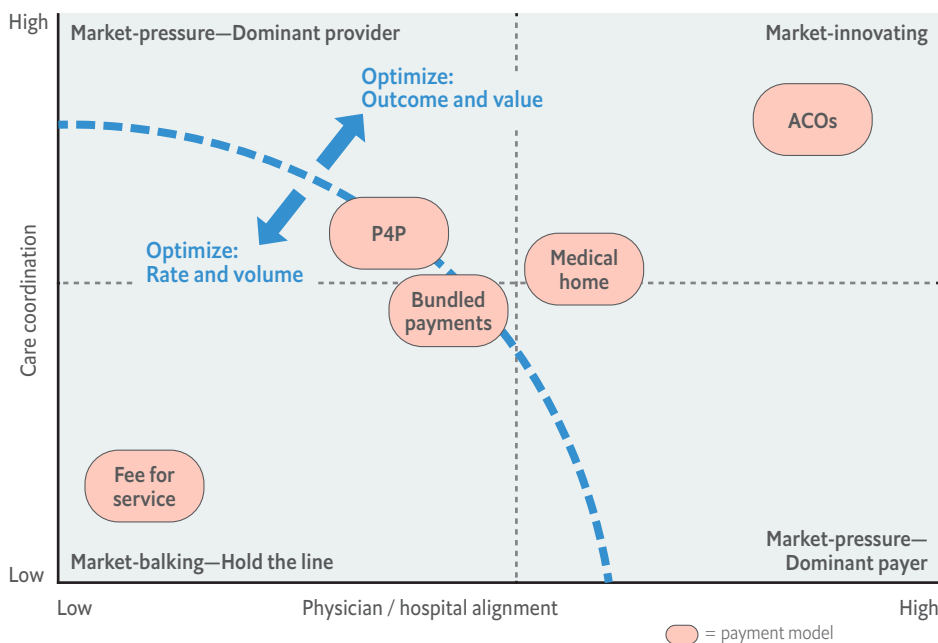 High
Market-pressure—Dominant provider
Market-innovating
Optimize:
Outcome and value
ACOs
P4P
Optimize:
Rate and volume
Medical
home
Bundled
payments
Care coordination
Fee for
service
Market-balking—Hold the line
Market-pressure—
Dominant payer
Low
Low
Physician / hospital alignment
High
= payment model